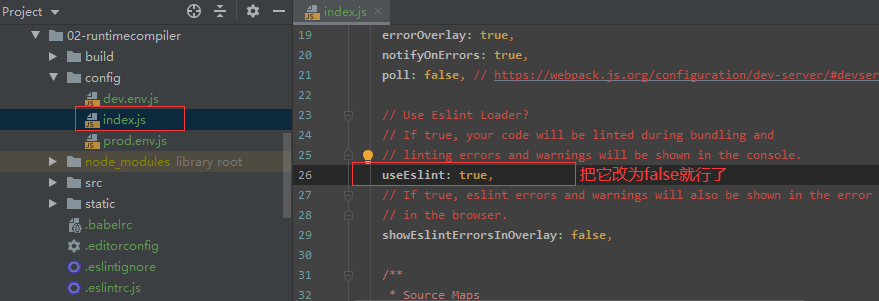 Project
02-runtimecompiler
build
config
dev.env.js
index.js
prod.env.js
node_modules library root
src
static
.babelrc
.editorconfig
.eslintignore
.eslintrc.js
index.js
19 errorOverlay: true,
20 notifyOnErrors: true,
21 poll: false, // https://webpack.js.org/configuration/dev-server/#devser
22
23 // Use Eslint Loader?
24 // If true, your code will be linted during bundling and
25 // linting errors and warnings will be shown in the console.
26 useEslint: true, 把它改为false就行了
27 // If true, eslint errors and warnings will also be shown in the error
28 // in the browser.
29 showEslintErrorsInOverlay: false,
30
31 /**
32 * Source Maps